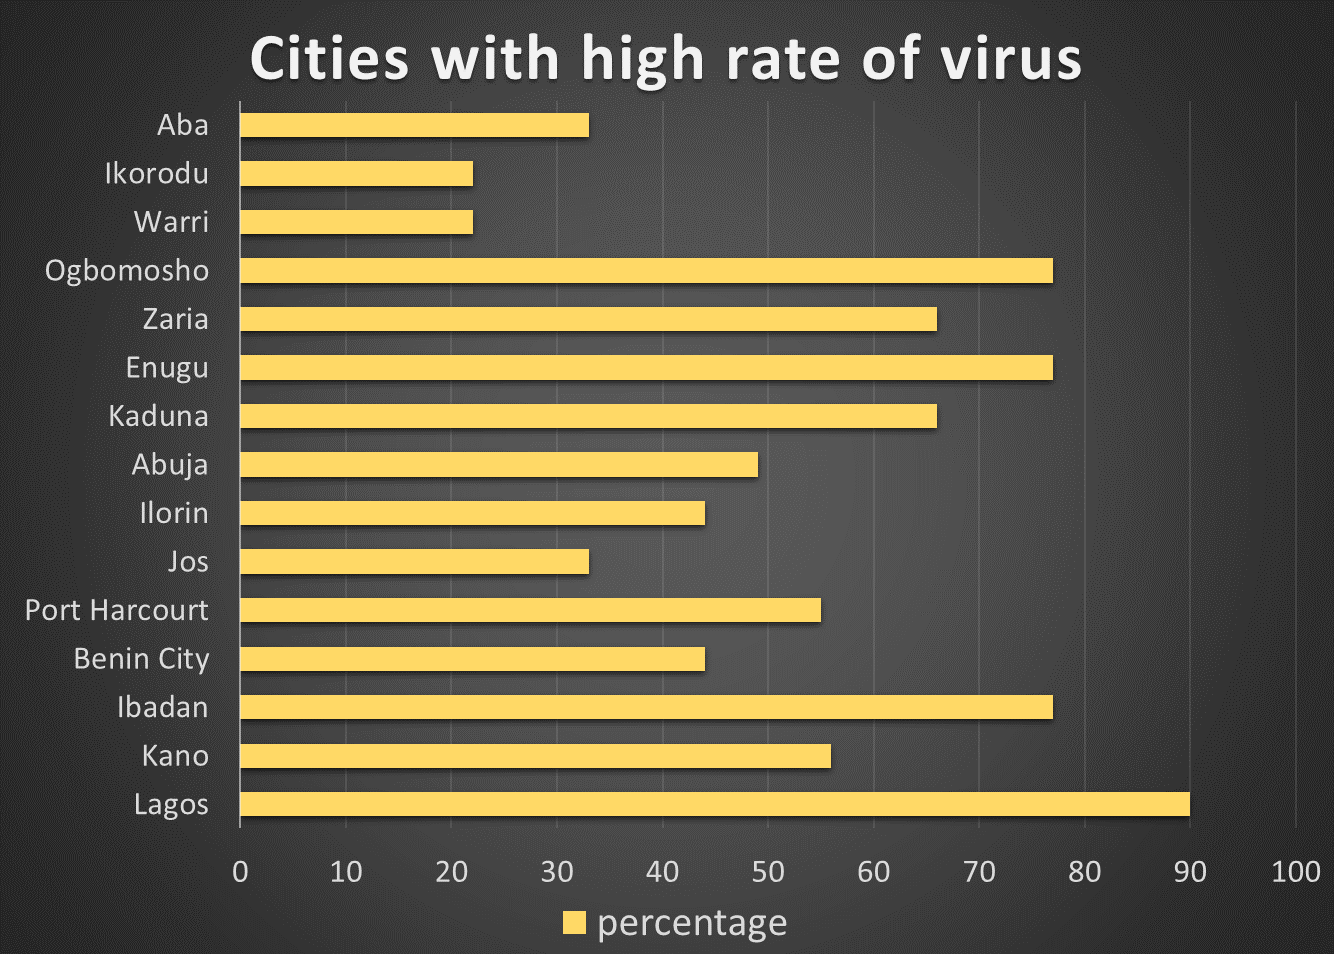 Cities with high rate of virus
Aba
Ikorodu
Warri
Ogbomosho
Zaria
Enugu
Kaduna
Abuja
Ilorin
Jos
Port Harcourt
Benin City
Ibadan
Kano
Lagos
0 10 20 30 40 50 60 70 80 90 100
percentage